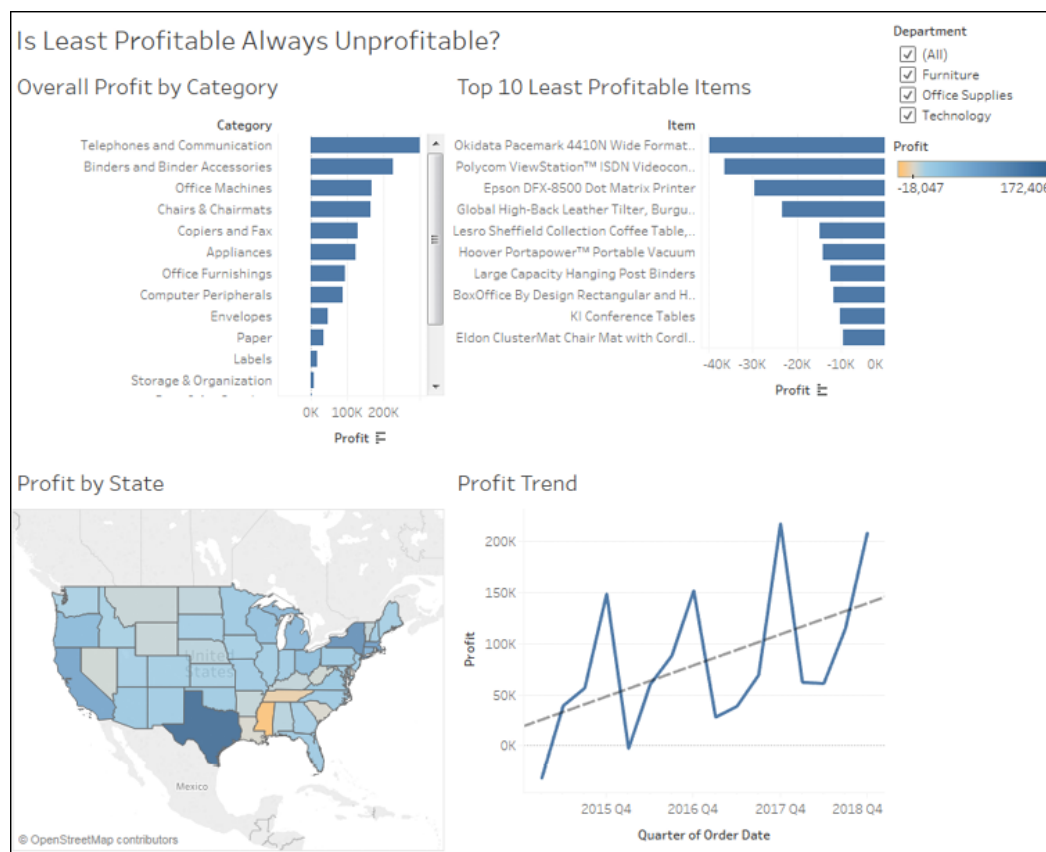 Is Least Profitable Always Unprofitable?
Department
(All)
Furniture
Office Supplies
Technology
Profit
-18,047 172,406
Overall Profit by Category
Category
Telephones and Communication
Binders and Binder Accessories
Office Machines
Chairs & Chairmats
Copiers and Fax
Appliances
Office Furnishings
Computer Peripherals
Envelopes
Paper
Labels
Storage & Organization
0K 100K 200K
Profit
Top 10 Least Profitable Items
Item
Okidata Pacemark 4410N Wide Format..
Polycom ViewStation™ ISDN Videocon..
Epson DFX-8500 Dot Matrix Printer
Global High-Back Leather Tilter, Burgu..
Lesro Sheffield Collection Coffee Table,..
Hoover Portapower™ Portable Vacuum
Large Capacity Hanging Post Binders
BoxOffice By Design Rectangular and H..
KI Conference Tables
Eldon ClusterMat Chair Mat with Cordl..
-40K -30K -20K -10K 0K
Profit
Profit by State
United
States
Mexico
© OpenStreetMap contributors
Profit Trend
Profit
200K
150K
100K
50K
0K
2015 Q4 2016 Q4 2017 Q4 2018 Q4
Quarter of Order Date